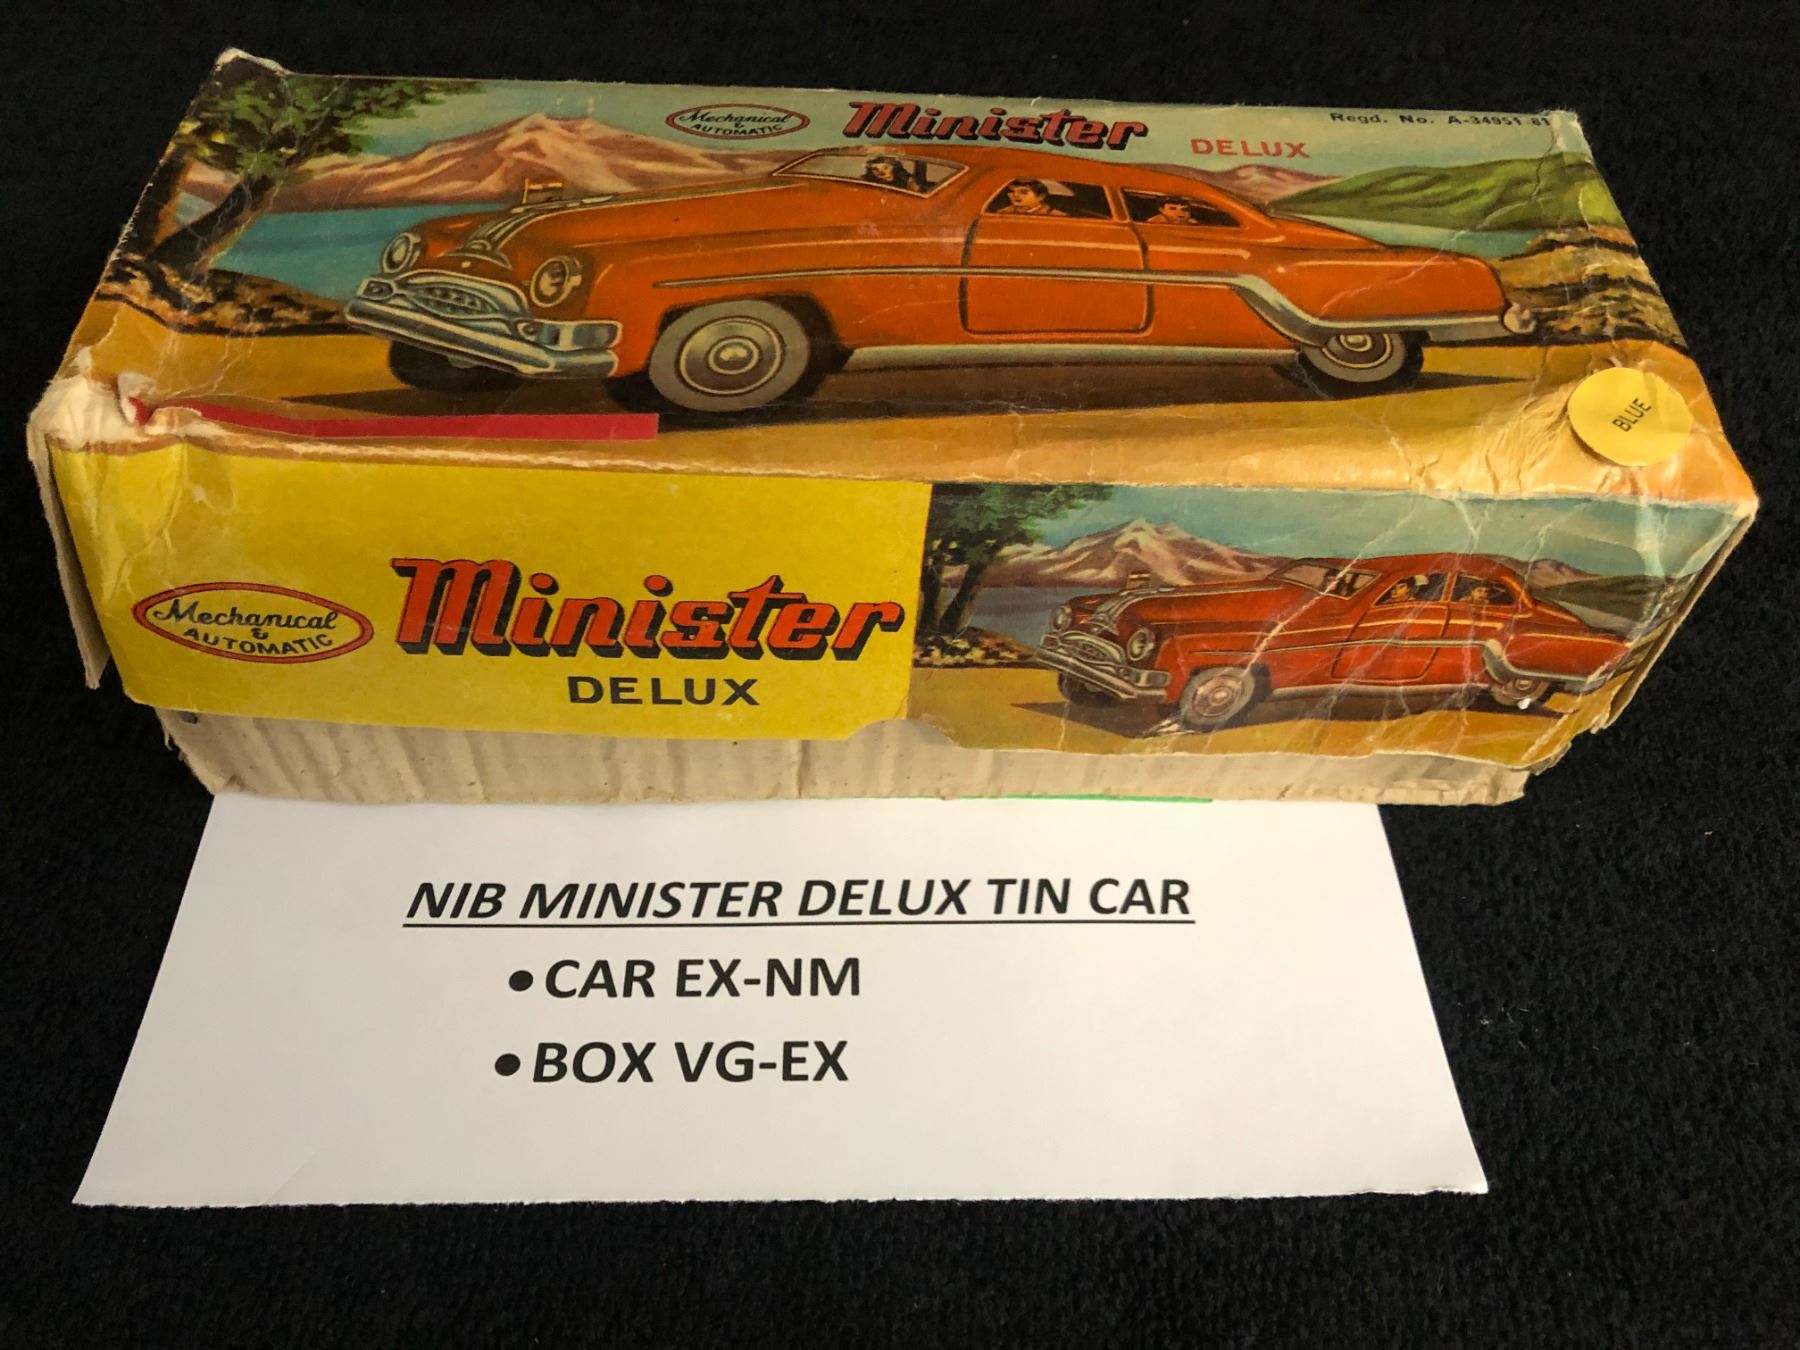 Mechanical
&
AUTOMATIC
Minister
DELUX
Regd. No. A-34951-81
BLUE
Mechanical
&
AUTOMATIC
Minister
DELUX
NIB MINISTER DELUX TIN CAR
•CAR EX-NM
•BOX VG-EX